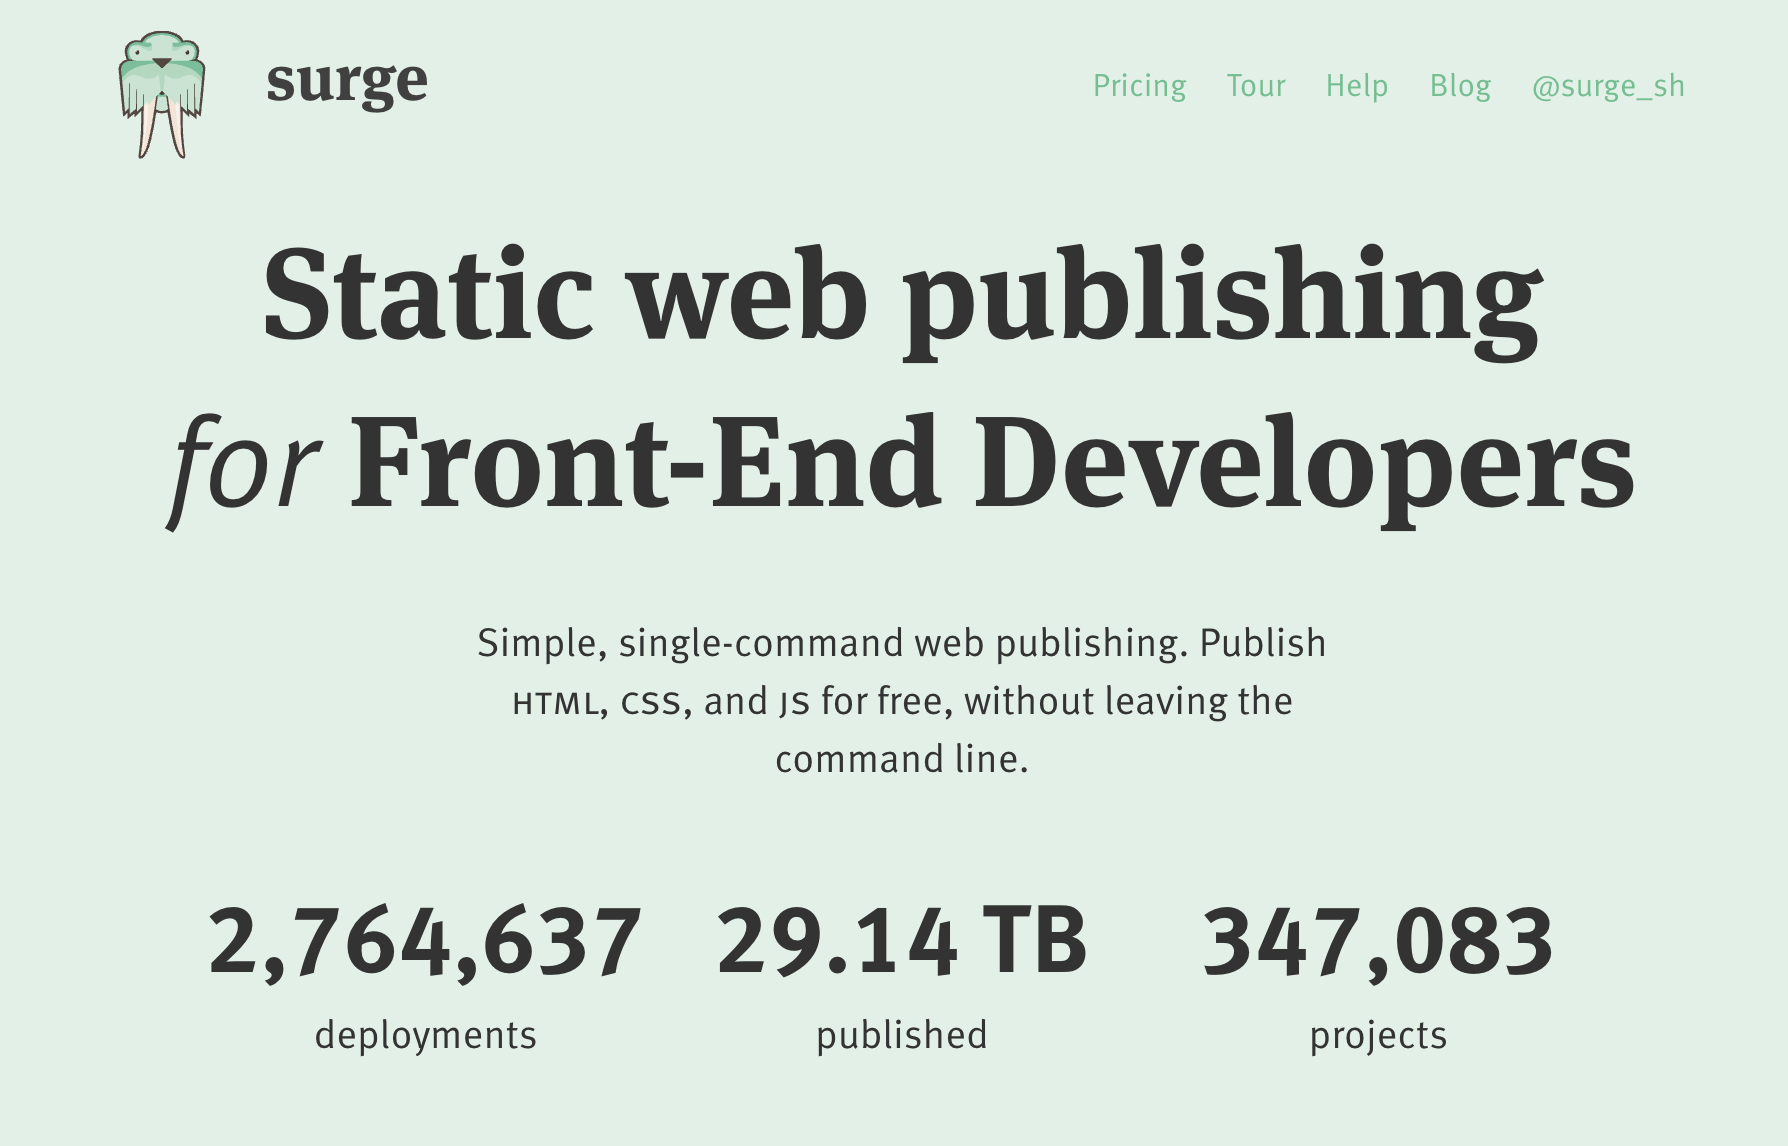 surge
Pricing Tour Help Blog @surge_sh
Static web publishing
for Front-End Developers
Simple, single-command web publishing. Publish
HTML, CSS, and JS for free, without leaving the
command line.
2,764,637 29.14 TB 347,083
deployments published projects